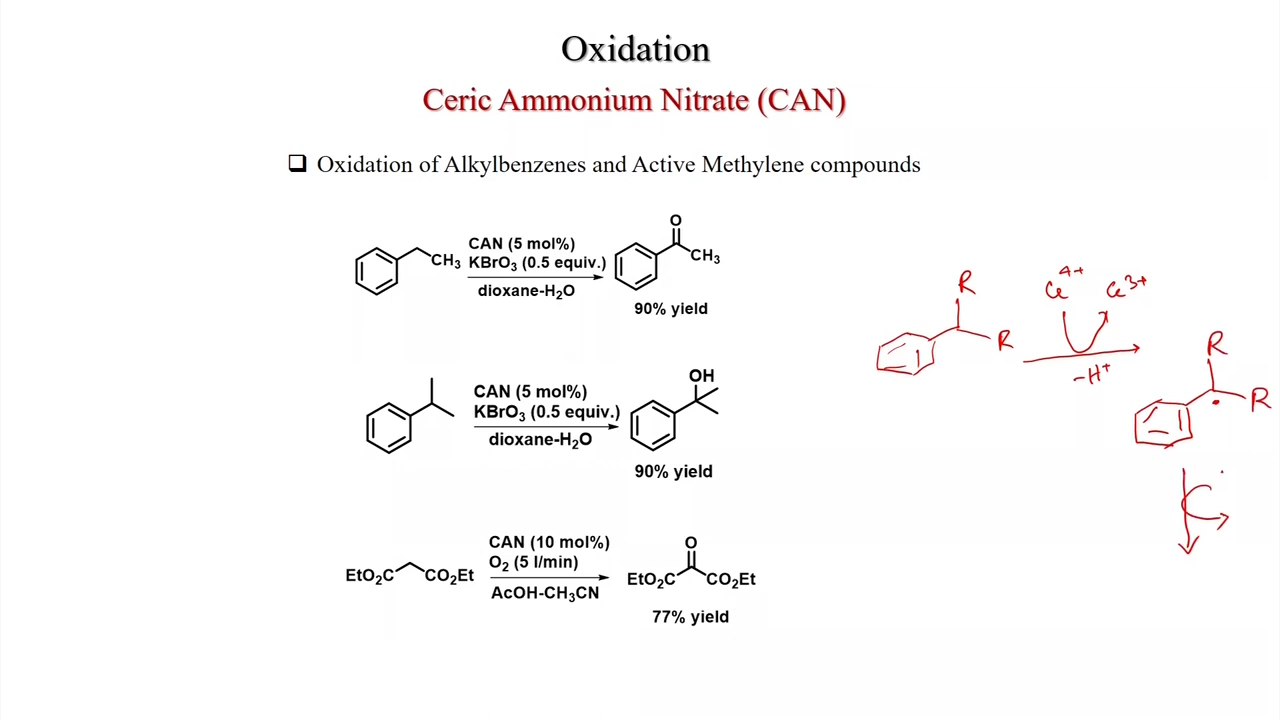 Oxidation
Ceric Ammonium Nitrate (CAN)
❑ Oxidation of Alkylbenzenes and Active Methylene compounds
CH₃
CAN (5 mol%)
KBrO₃ (0.5 equiv.)
dioxane-H₂O
O
CH₃
90% yield
CAN (5 mol%)
KBrO₃ (0.5 equiv.)
dioxane-H₂O
OH
90% yield
EtO₂C CO₂Et
CAN (10 mol%)
O₂ (5 l/min)
AcOH-CH₃CN
O
EtO₂C CO₂Et
77% yield
R
R
Ce⁴⁺ Ce³⁺
-H⁺
R
R